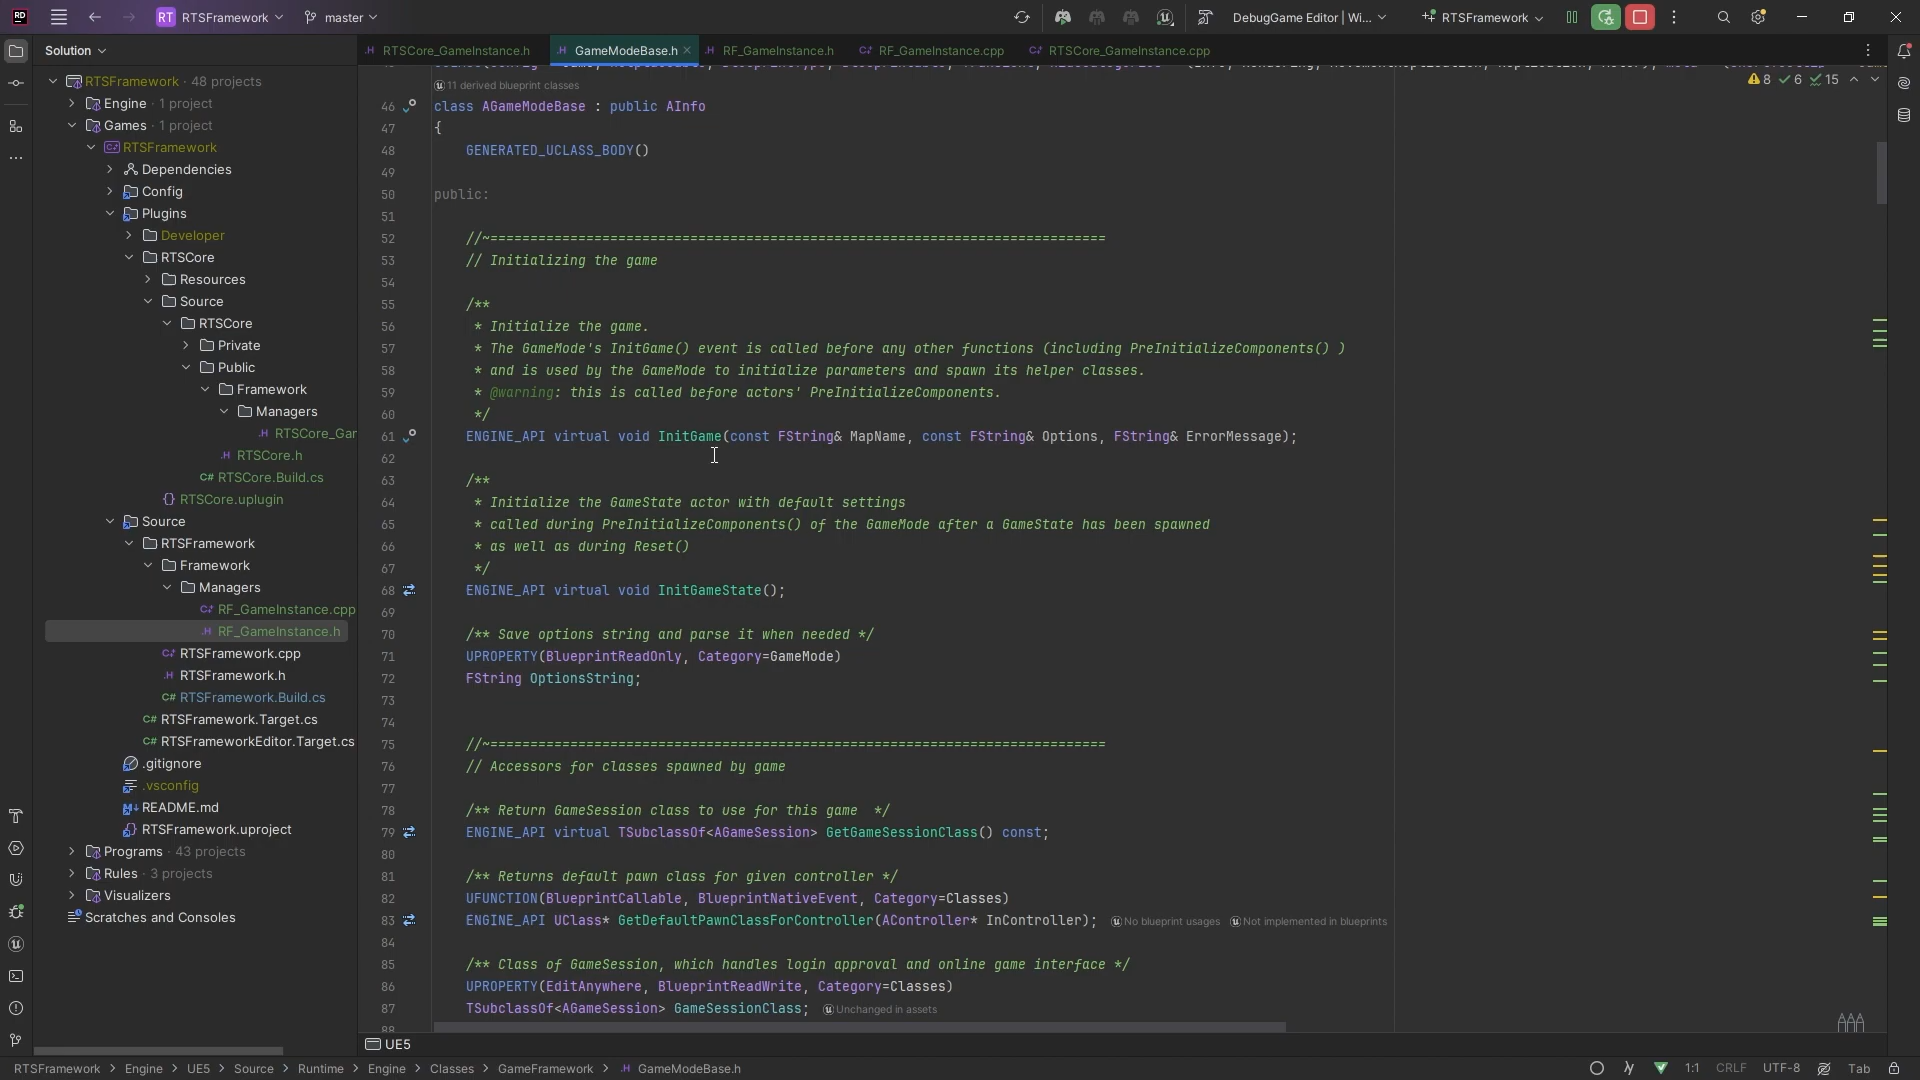 RD
RT RTSFramework
master
DebugGame Editor | Wi...
RTSFramework
Solution
RTSCore_GameInstance.h
GameModeBase.h
RF_GameInstance.h
RF_GameInstance.cpp
RTSCore_GameInstance.cpp
RTSFramework · 48 projects
Engine · 1 project
Games · 1 project
RTSFramework
Dependencies
Config
Plugins
Developer
RTSCore
Resources
Source
RTSCore
Private
Public
Framework
Managers
RTSCore_Gar
RTSCore.h
RTSCore.Build.cs
RTSCore.uplugin
Source
RTSFramework
Framework
Managers
RF_GameInstance.cpp
RF_GameInstance.h
RTSFramework.cpp
RTSFramework.h
RTSFramework.Build.cs
RTSFramework.Target.cs
RTSFrameworkEditor.Target.cs
.gitignore
.vsconfig
README.md
RTSFramework.uproject
Programs · 43 projects
Rules · 3 projects
Visualizers
Scratches and Consoles
8 6 15
11 derived blueprint classes
46 class AGameModeBase : public AInfo
47 {
48 GENERATED_UCLASS_BODY()
49
50 public:
51
52 //~=============================================================================
53 // Initializing the game
54
55 /**
56 * Initialize the game.
57 * The GameMode's InitGame() event is called before any other functions (including PreInitializeComponents() )
58 * and is used by the GameMode to initialize parameters and spawn its helper classes.
59 * @warning: this is called before actors' PreInitializeComponents.
60 */
61 ENGINE_API virtual void InitGame(const FString& MapName, const FString& Options, FString& ErrorMessage);
62
63 /**
64 * Initialize the GameState actor with default settings
65 * called during PreInitializeComponents() of the GameMode after a GameState has been spawned
66 * as well as during Reset()
67 */
68 ENGINE_API virtual void InitGameState();
69
70 /** Save options string and parse it when needed */
71 UPROPERTY(BlueprintReadOnly, Category=GameMode)
72 FString OptionsString;
73
74
75 //~=============================================================================
76 // Accessors for classes spawned by game
77
78 /** Return GameSession class to use for this game  */
79 ENGINE_API virtual TSubclassOf<AGameSession> GetGameSessionClass() const;
80
81 /** Returns default pawn class for given controller */
82 UFUNCTION(BlueprintCallable, BlueprintNativeEvent, Category=Classes)
83 ENGINE_API UClass* GetDefaultPawnClassForController(AController* InController); No blueprint usages Not implemented in blueprints
84
85 /** Class of GameSession, which handles login approval and online game interface */
86 UPROPERTY(EditAnywhere, BlueprintReadWrite, Category=Classes)
87 TSubclassOf<AGameSession> GameSessionClass; Unchanged in assets
88
UE5
RTSFramework > Engine > UE5 > Source > Runtime > Engine > Classes > GameFramework > GameModeBase.h
1:1 CRLF UTF-8 Tab